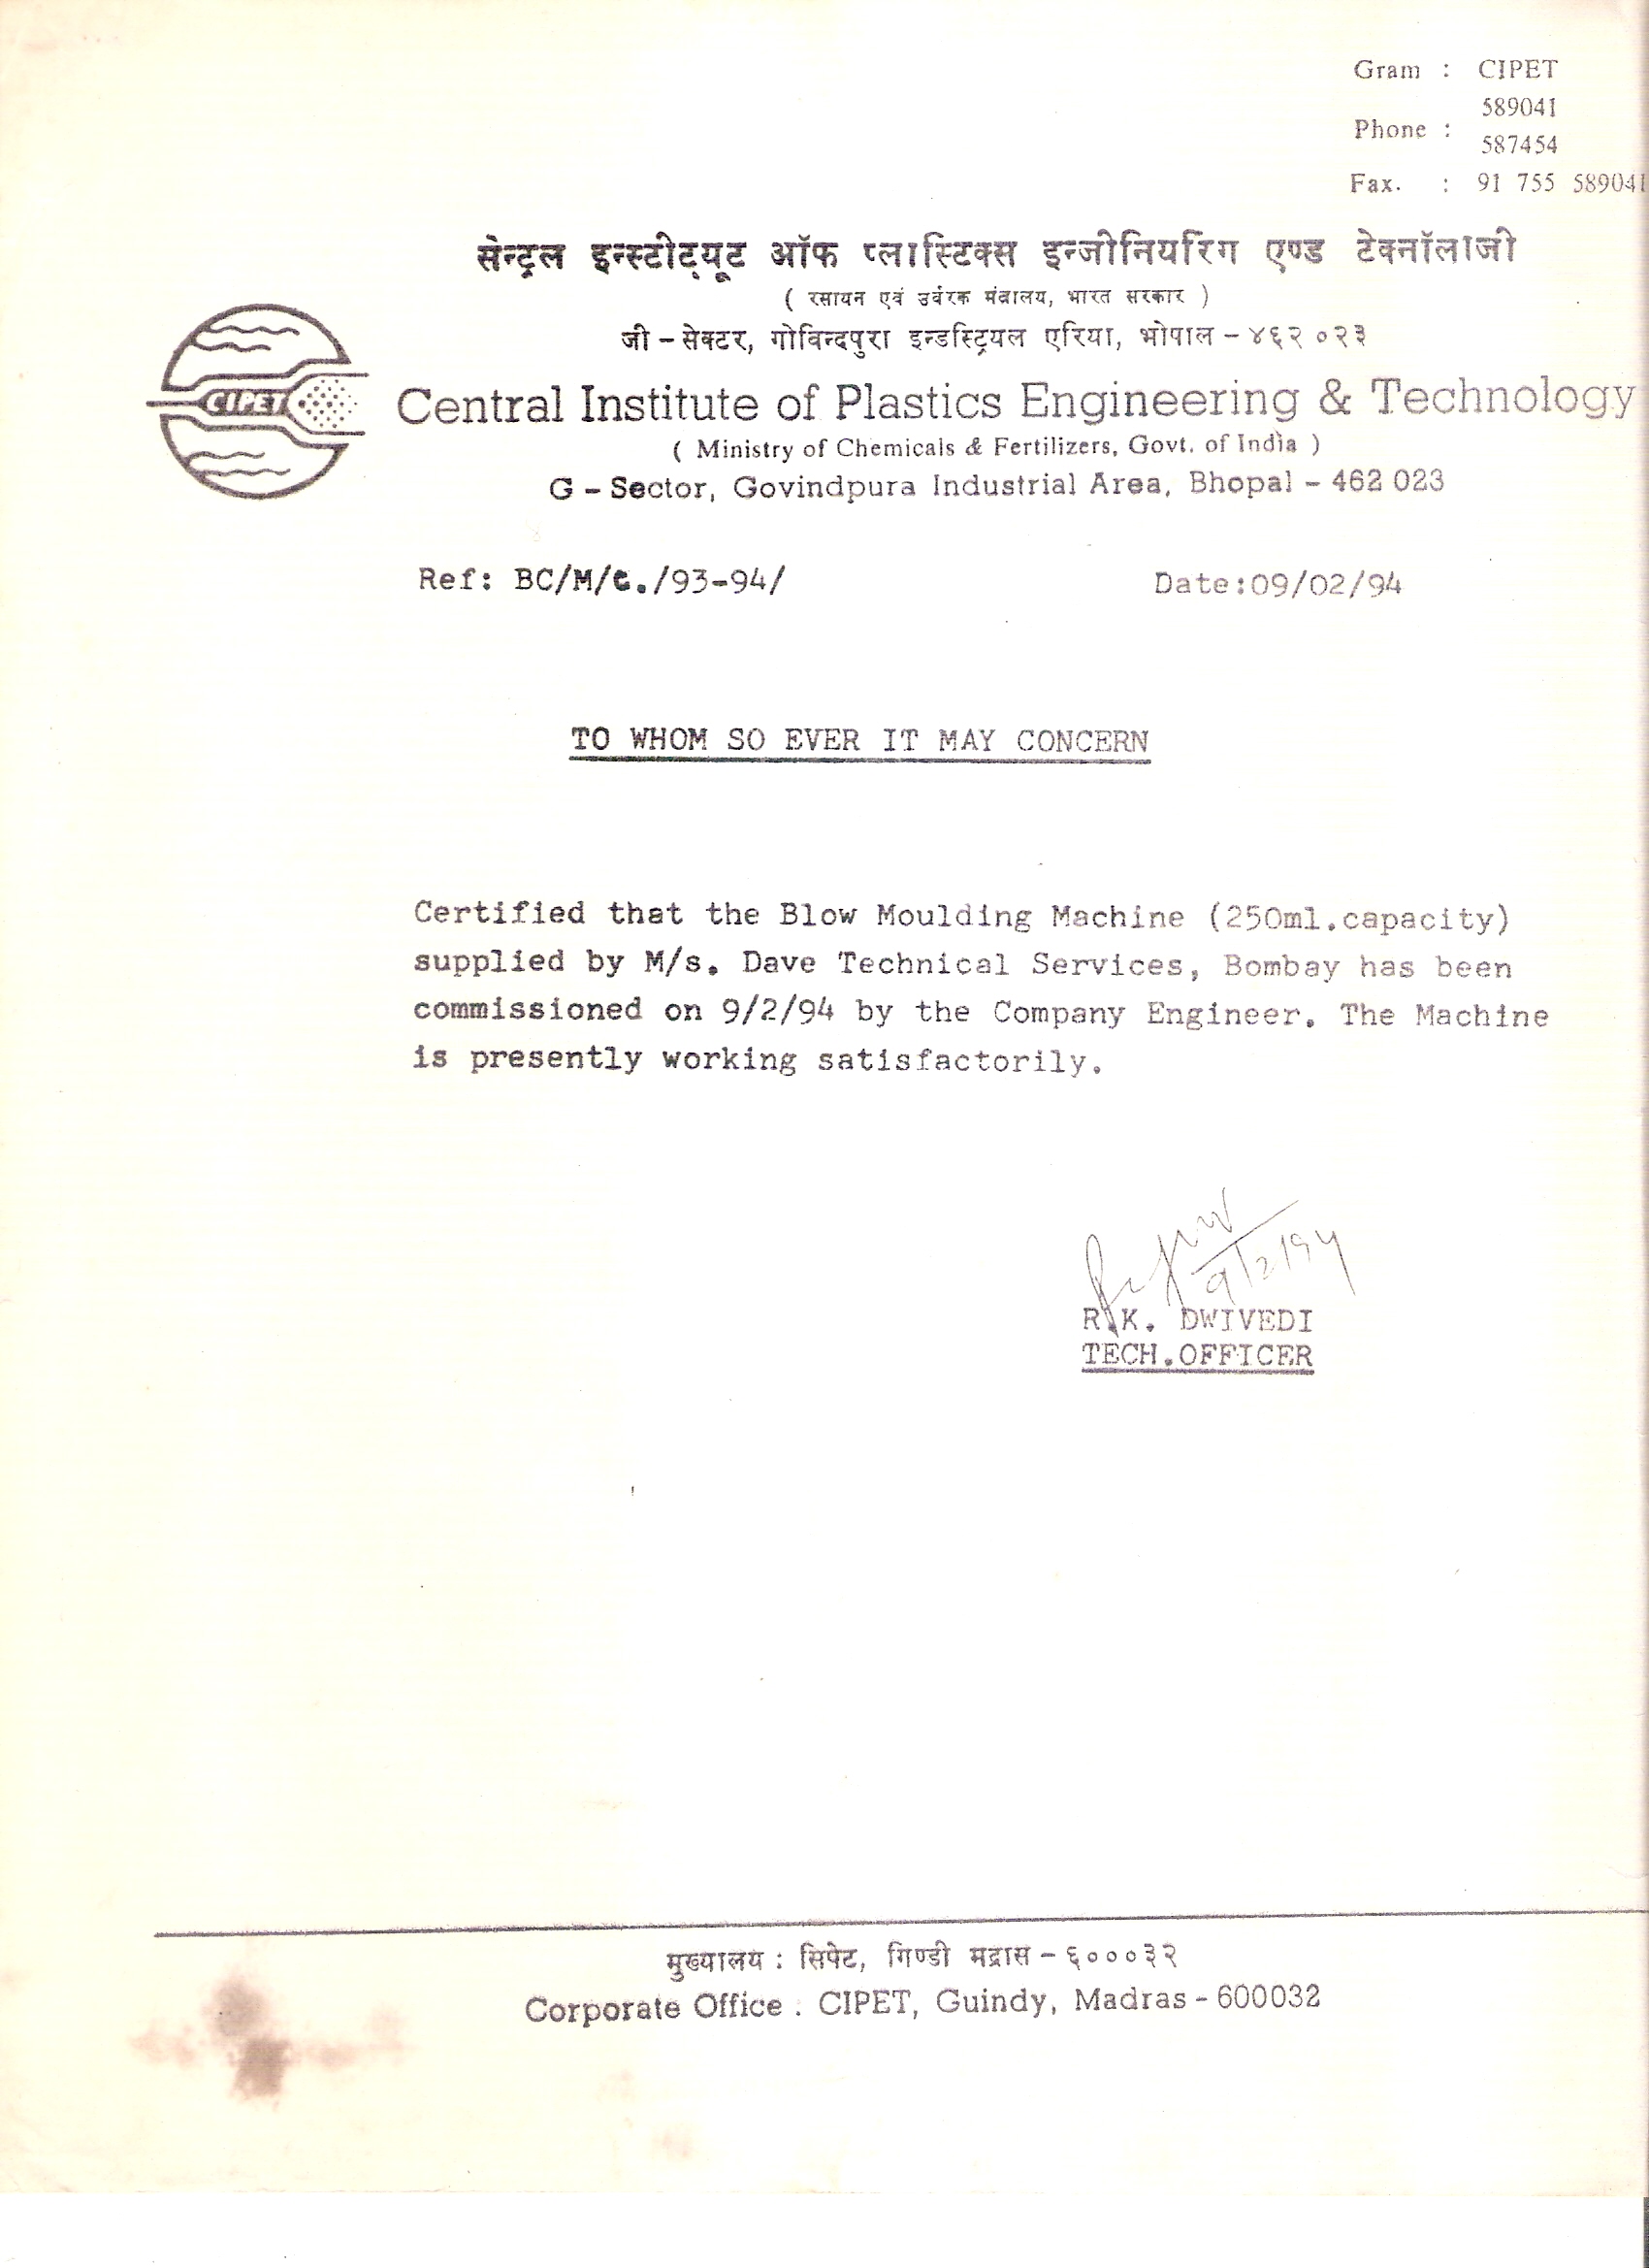 Gram : CIPET
589041
Phone :
587454
Fax. : 91 755 589041
सेन्ट्रल इन्स्टीट्यूट ऑफ प्लास्टिक्स इन्जीनियरिंग एण्ड टेक्नॉलॉजी
( रसायन एवं उर्वरक मंत्रालय, भारत सरकार )
जी - सेक्टर, गोविन्दपुरा इन्डस्ट्रियल एरिया, भोपाल - ४६२ ०२३
CIPET
Central Institute of Plastics Engineering & Technology
( Ministry of Chemicals & Fertilizers, Govt. of India )
G - Sector, Govindpura Industrial Area, Bhopal - 462 023
Ref: BC/M/C./93-94/ Date:09/02/94
TO WHOM SO EVER IT MAY CONCERN
Certified that the Blow Moulding Machine (250ml.capacity)
supplied by M/s. Dave Technical Services, Bombay has been
commissioned on 9/2/94 by the Company Engineer. The Machine
is presently working satisfactorily.
9/2/94
R.K. DWIVEDI
TECH.OFFICER
मुख्यालय : सिपेट, गिण्डी मद्रास - ६०००३२
Corporate Office : CIPET, Guindy, Madras - 600032